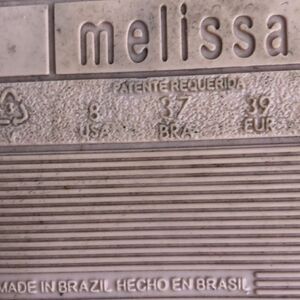 melissa
PATENTE REQUERIDA
8 37 39
USA BRA EUR
MADE IN BRAZIL HECHO EN BRASIL